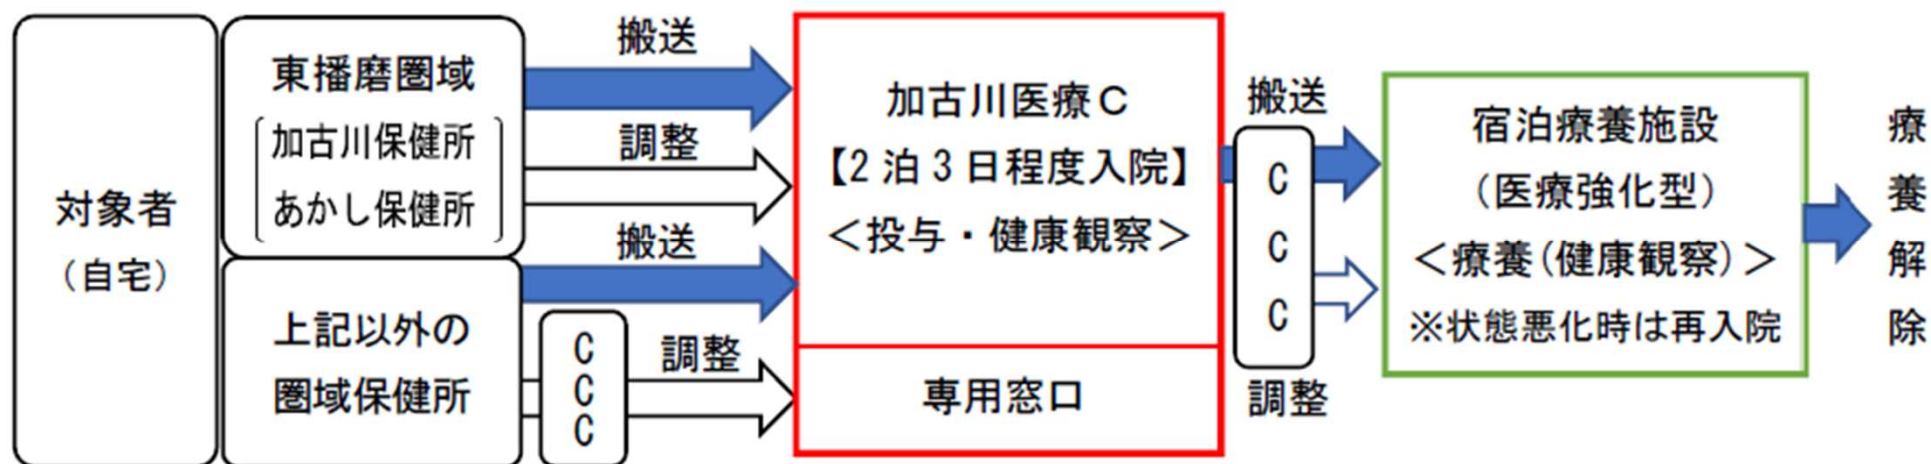 対象者
（自宅）
東播磨圏域
加古川保健所
あかし保健所
上記以外の
圏域保健所
搬送
調整
搬送
CCC
調整
加古川医療Ｃ
【2 泊 3 日程度入院】
＜投与・健康観察＞
専用窓口
搬送
CCC
調整
宿泊療養施設
（医療強化型）
＜療養(健康観察)＞
※状態悪化時は再入院
療養解除